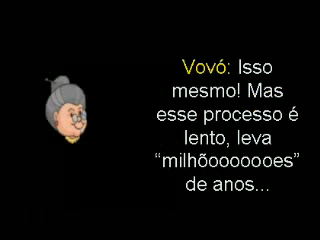 Vovó: Isso
mesmo! Mas
esse processo é
lento, leva
“milhõooooooes”
de anos...